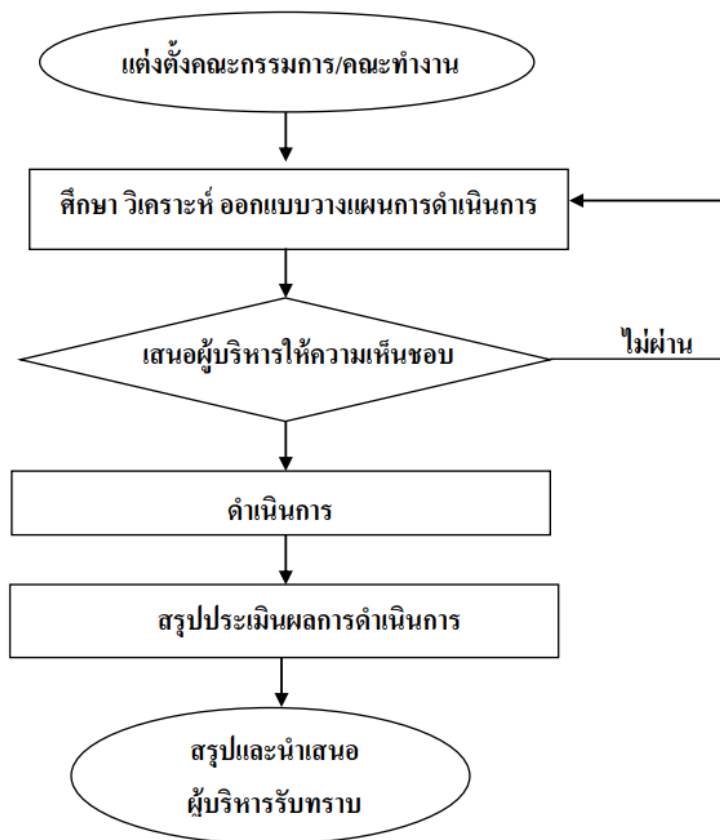 แต่งตั้งคณะกรรมการ/คณะทำงาน
ศึกษา วิเคราะห์ ออกแบบวางแผนการดำเนินการ
เสนอผู้บริหารให้ความเห็นชอบ
ไม่ผ่าน
ดำเนินการ
สรุปประเมินผลการดำเนินการ
สรุปและนำเสนอ
ผู้บริหารรับทราบ